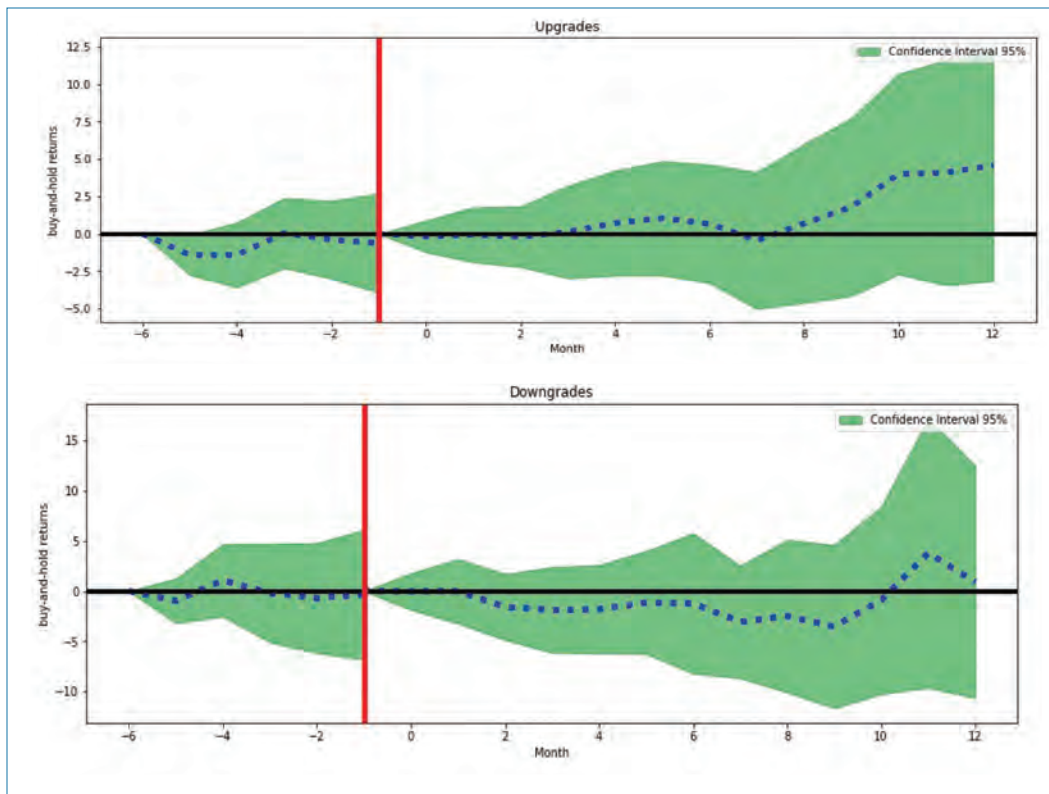 Upgrades
Confidence Interval 95%
12.5
10.0
7.5
5.0
2.5
0.0
−2.5
−5.0
buy-and-hold returns
−6 −4 −2 0 2 4 6 8 10 12
Month
Downgrades
Confidence Interval 95%
15
10
5
0
−5
−10
buy-and-hold returns
−6 −4 −2 0 2 4 6 8 10 12
Month